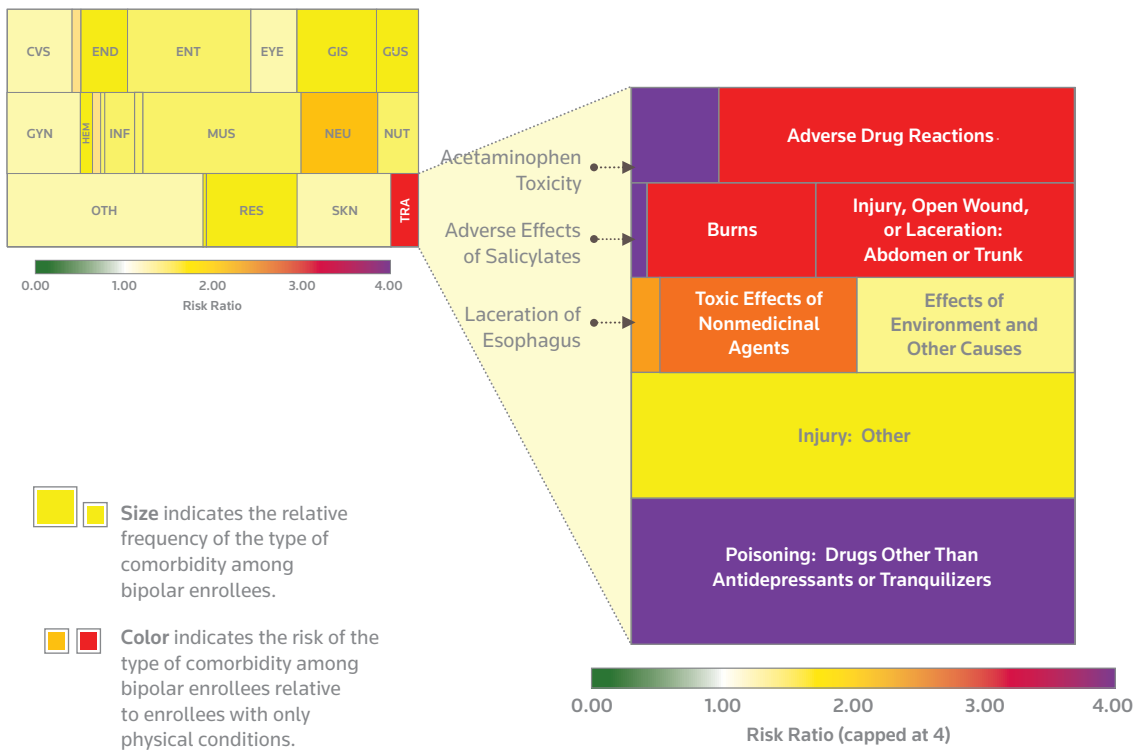 CVS
END
ENT
EYE
GIS
GUS
GYN
HEM
INF
MUS
NEU
NUT
OTH
RES
SKN
TRA
0.00 1.00 2.00 3.00 4.00
Risk Ratio
Size indicates the relative
frequency of the type of
comorbidity among
bipolar enrollees.
Color indicates the risk of the
type of comorbidity among
bipolar enrollees relative
to enrollees with only
physical conditions.
Acetaminophen
Toxicity
Adverse Drug Reactions
Adverse Effects
of Salicylates
Burns
Injury, Open Wound,
or Laceration:
Abdomen or Trunk
Laceration of
Esophagus
Toxic Effects of
Nonmedicinal
Agents
Effects of
Environment and
Other Causes
Injury: Other
Poisoning: Drugs Other Than
Antidepressants or Tranquilizers
0.00 1.00 2.00 3.00 4.00
Risk Ratio (capped at 4)